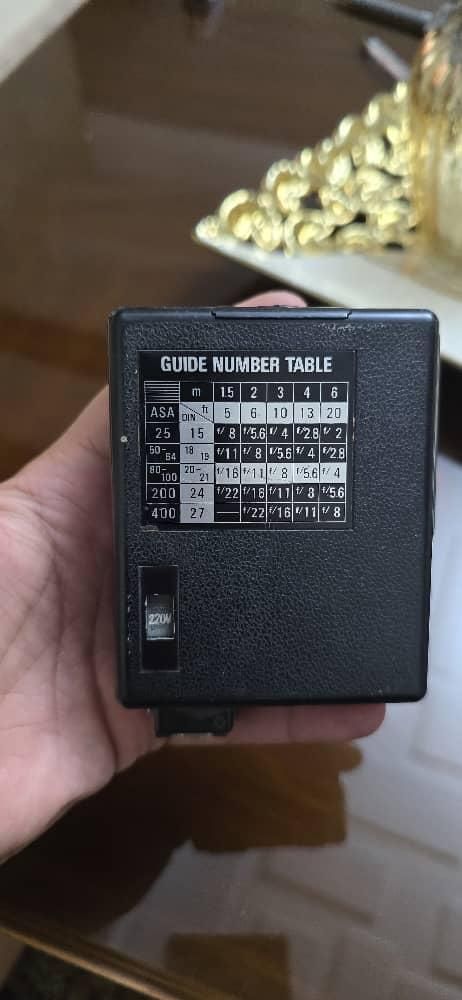 GUIDE NUMBER TABLE
m 1.5 2 3 4 6
ASA DIN ft 5 6 10 13 20
25 15 f/8 f/5.6 f/4 f/2.8 f/2
50-64 18-19 f/11 f/8 f/5.6 f/4 f/2.8
80-100 20-21 f/16 f/11 f/8 f/5.6 f/4
200 24 f/22 f/16 f/11 f/8 f/5.6
400 27 — f/22 f/16 f/11 f/8
220V